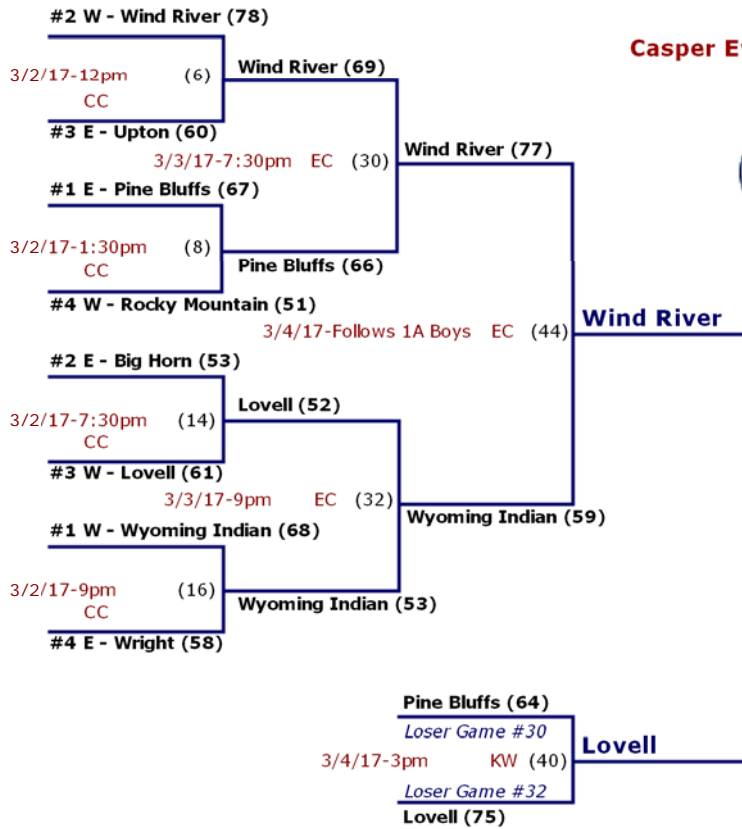 #2 W - Wind River (78)
Casper E
3/2/17-12pm (6) Wind River (69)
CC
#3 E - Upton (60)
3/3/17-7:30pm EC (30) Wind River (77)
#1 E - Pine Bluffs (67)
3/2/17-1:30pm (8)
CC Pine Bluffs (66)
#4 W - Rocky Mountain (51)
3/4/17-Follows 1A Boys EC (44) Wind River
#2 E - Big Horn (53)
Lovell (52)
3/2/17-7:30pm (14)
CC
#3 W - Lovell (61)
3/3/17-9pm EC (32)
Wyoming Indian (59)
#1 W - Wyoming Indian (68)
3/2/17-9pm (16)
CC Wyoming Indian (53)
#4 E - Wright (58)
Pine Bluffs (64)
Loser Game #30
3/4/17-3pm KW (40) Lovell
Loser Game #32
Lovell (75)